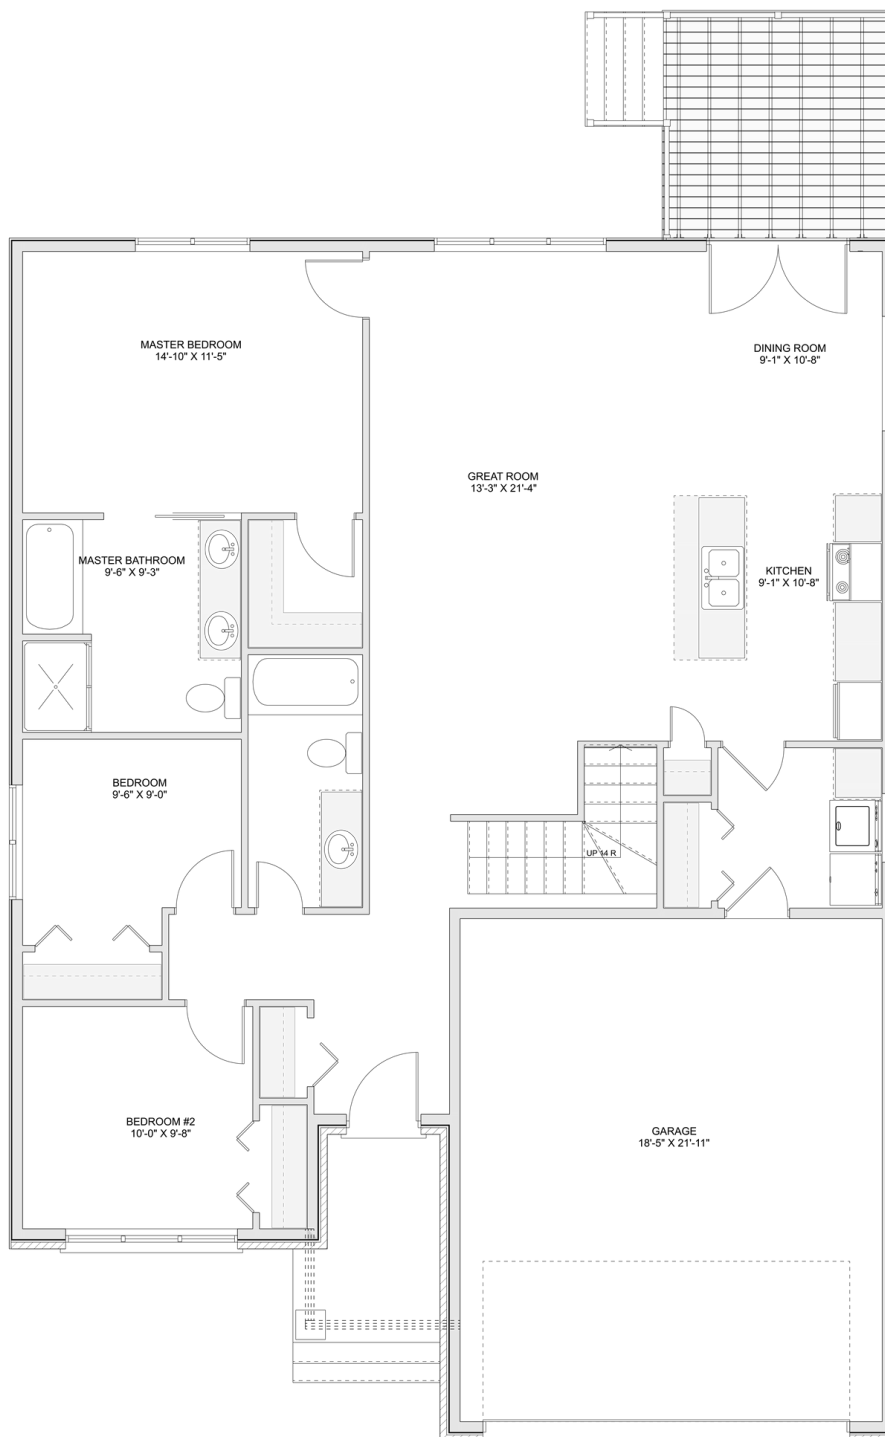 MASTER BEDROOM
14'-10" X 11'-5"
DINING ROOM
9'-1" X 10'-8"
GREAT ROOM
13'-3" X 21'-4"
MASTER BATHROOM
9'-6" X 9'-3"
KITCHEN
9'-1" X 10'-8"
BEDROOM
9'-6" X 9'-0"
UP 14 R
BEDROOM #2
10'-0" X 9'-8"
GARAGE
18'-5" X 21'-11"